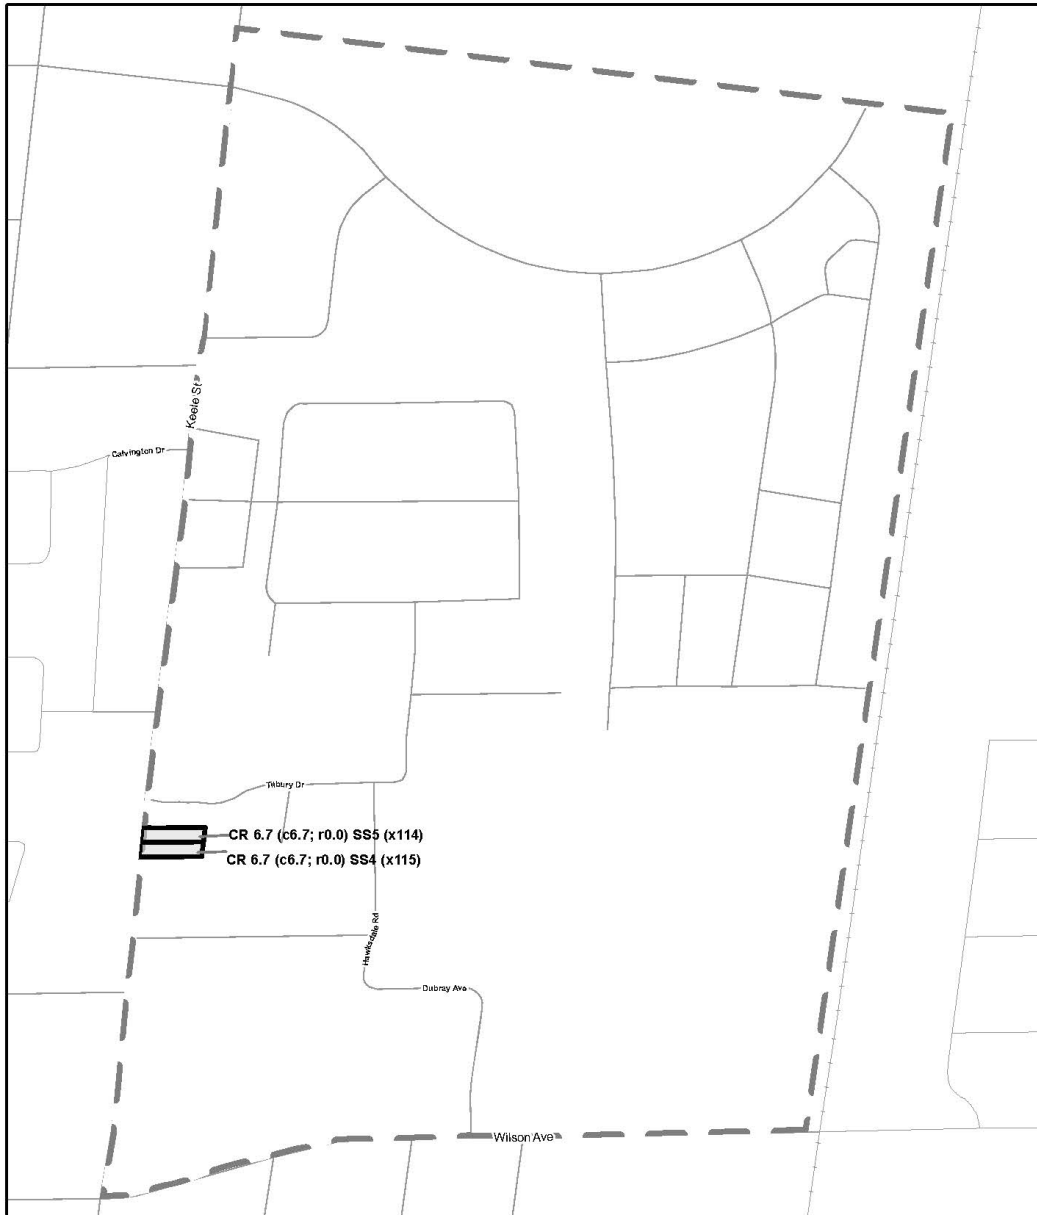 Keele St
Calvington Dr
Tilbury Dr
CR 6.7 (c6.7; r0.0) SS5 (x114)
CR 6.7 (c6.7; r0.0) SS4 (x115)
Hawksdale Rd
Dubray Ave
Wilson Ave